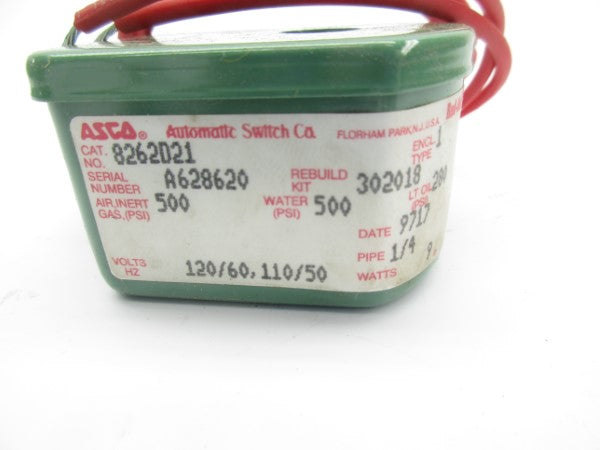 ASCO® Automatic Switch Co. FLORHAM PARK, N.J., U.S.A.
CAT. NO. 8262D21 ENCL. TYPE 1
SERIAL NUMBER A628620 REBUILD KIT 302018
AIR, INERT GAS, (PSI) 500 WATER (PSI) 500 LT OIL (PSI)
DATE 9717
PIPE 1/4
VOLTS HZ 120/60, 110/50 WATTS 9